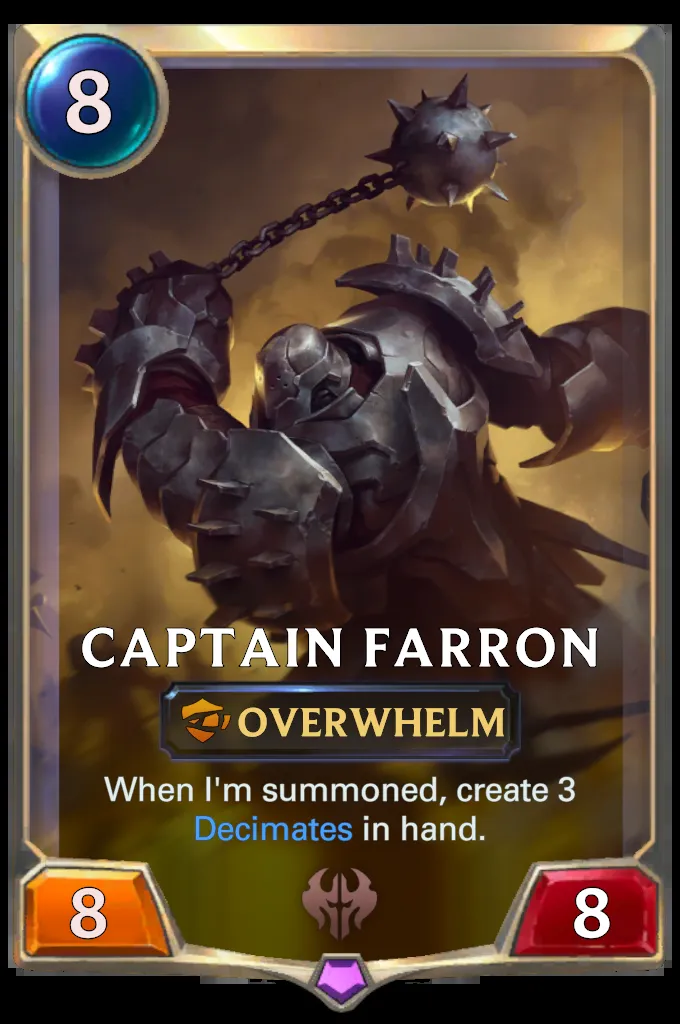 8
CAPTAIN FARRON
OVERWHELM
When I'm summoned, create 3
Decimates in hand.
8 8